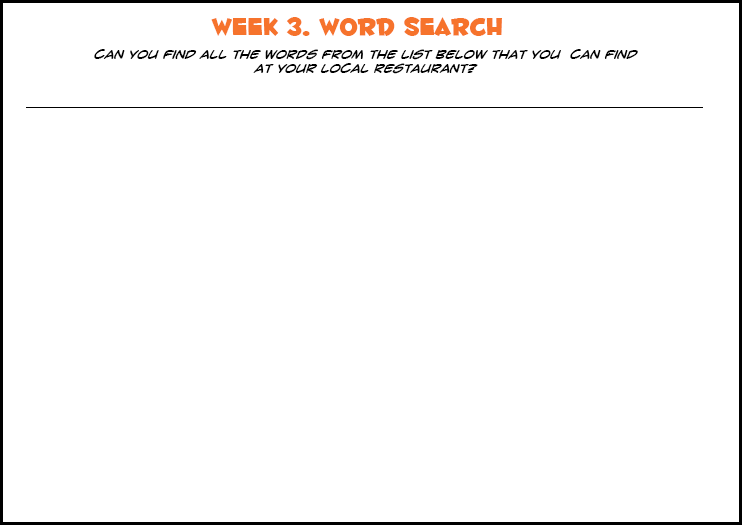 WEEK 3. WORD SEARCH
CAN YOU FIND ALL THE WORDS FROM THE LIST BELOW THAT YOU CAN FIND
AT YOUR LOCAL RESTAURANT?